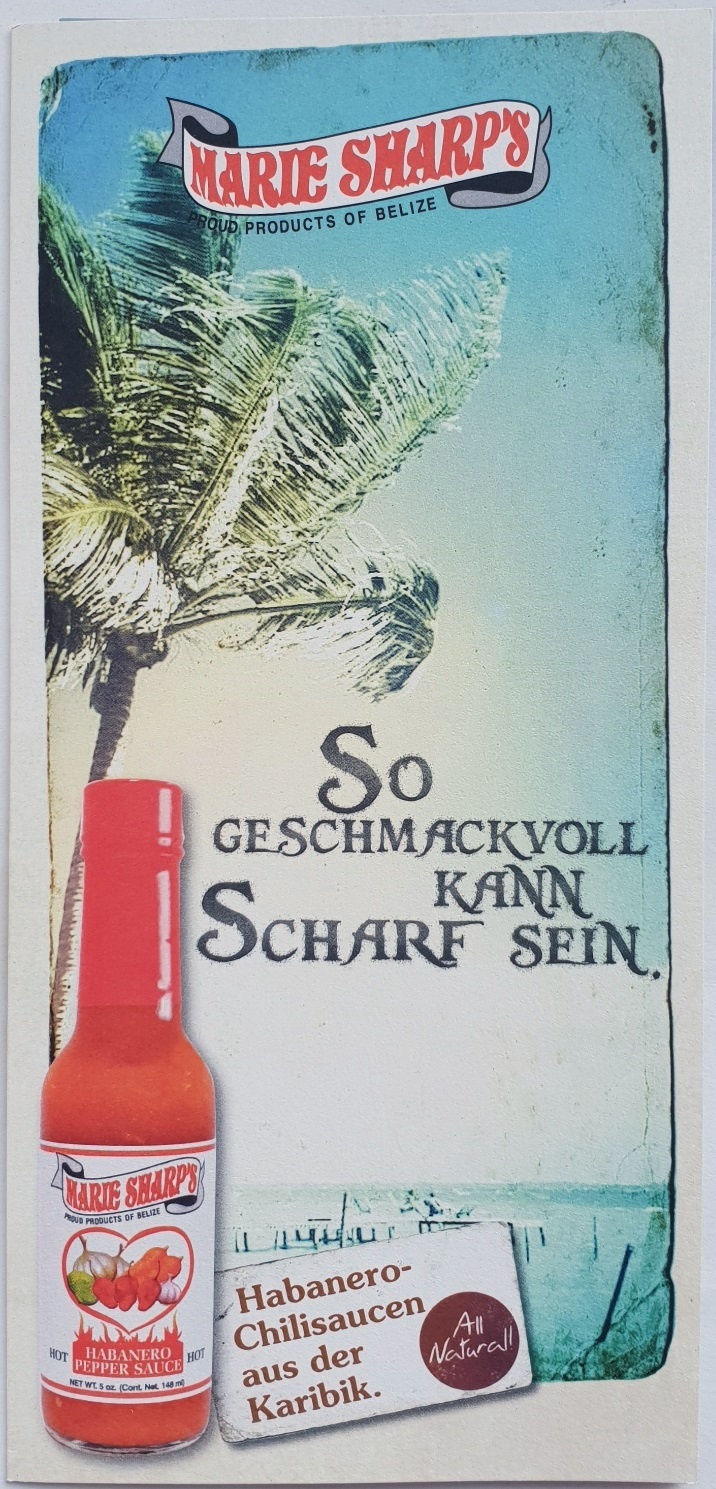 MARIE SHARP'S
PROUD PRODUCTS OF BELIZE
So
GESCHMACKVOLL
KANN
SCHARF SEIN.
MARIE SHARP'S
PROUD PRODUCTS OF BELIZE
HOT HABANERO HOT
PEPPER SAUCE
NET WT. 5 oz. (Cont. Net. 148 ml)
Habanero-
Chilisaucen
aus der
Karibik.
All
Natural!